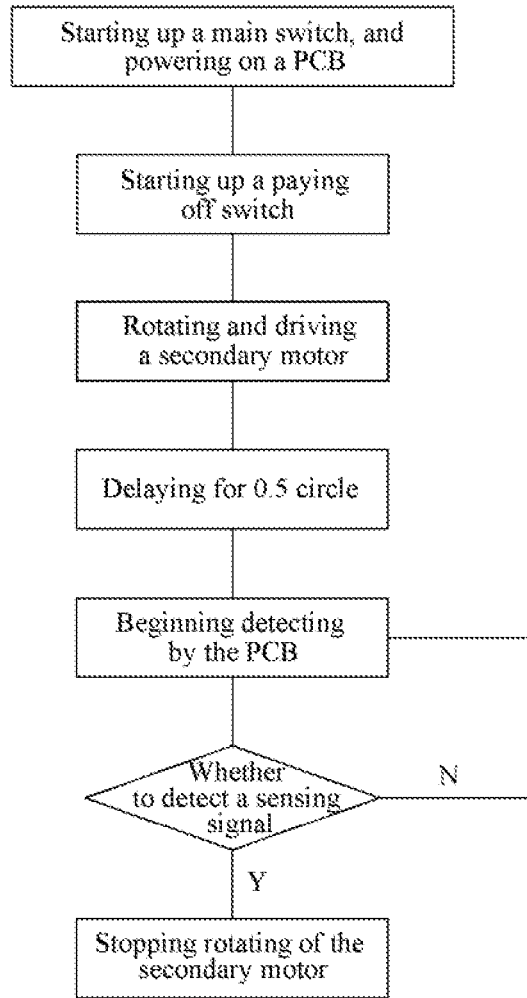 Starting up a main switch, and
powering on a PCB
Starting up a paying
off switch
Rotating and driving
a secondary motor
Delaying for 0.5 circle
Beginning detecting
by the PCB
Whether
to detect a sensing
signal
N
Y
Stopping rotating of the
secondary motor